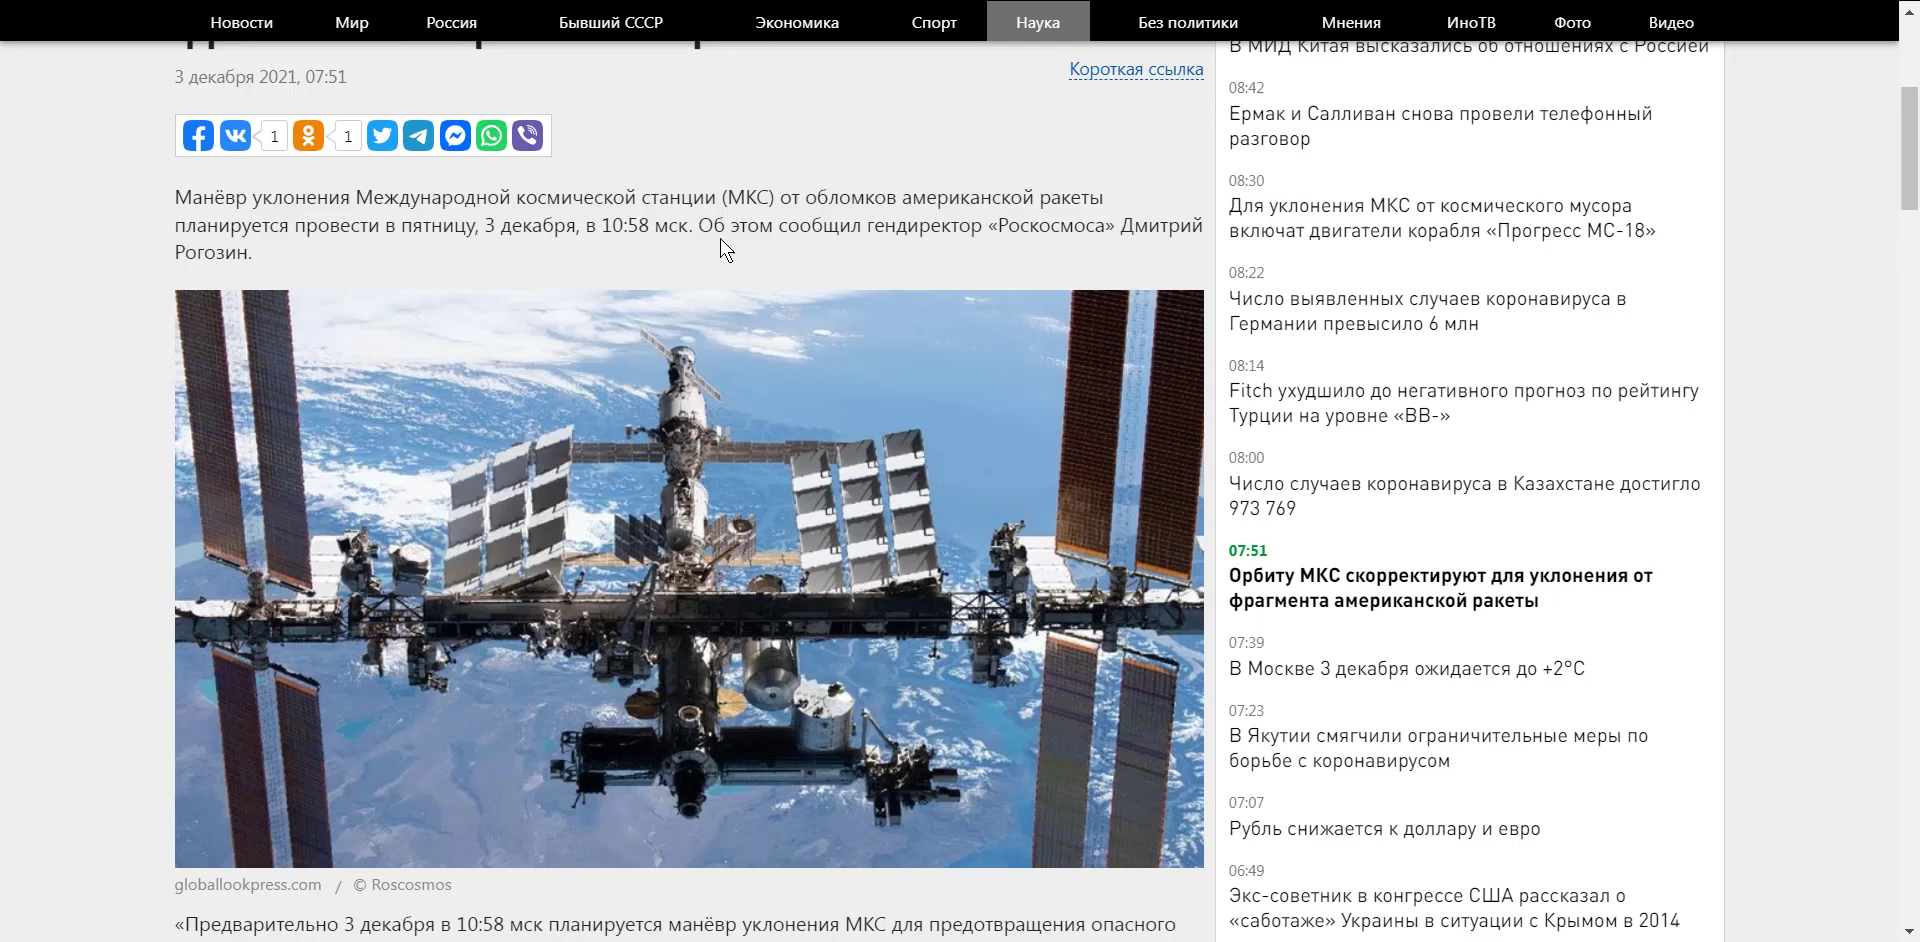 Новости Мир Россия Бывший СССР Экономика Спорт Наука Без политики Мнения ИноТВ Фото Видео
3 декабря 2021, 07:51
Короткая ссылка
1 1
Манёвр уклонения Международной космической станции (МКС) от обломков американской ракеты
планируется провести в пятницу, 3 декабря, в 10:58 мск. Об этом сообщил гендиректор «Роскосмоса» Дмитрий
Рогозин.
globallookpress.com / © Roscosmos
«Предварительно 3 декабря в 10:58 мск планируется манёвр уклонения МКС для предотвращения опасного
В МИД Китая высказались об отношениях с Россией
08:42
Ермак и Салливан снова провели телефонный
разговор
08:30
Для уклонения МКС от космического мусора
включат двигатели корабля «Прогресс МС-18»
08:22
Число выявленных случаев коронавируса в
Германии превысило 6 млн
08:14
Fitch ухудшило до негативного прогноз по рейтингу
Турции на уровне «BB-»
08:00
Число случаев коронавируса в Казахстане достигло
973 769
07:51
Орбиту МКС скорректируют для уклонения от
фрагмента американской ракеты
07:39
В Москве 3 декабря ожидается до +2°С
07:23
В Якутии смягчили ограничительные меры по
борьбе с коронавирусом
07:07
Рубль снижается к доллару и евро
06:49
Экс-советник в конгрессе США рассказал о
«саботаже» Украины в ситуации с Крымом в 2014